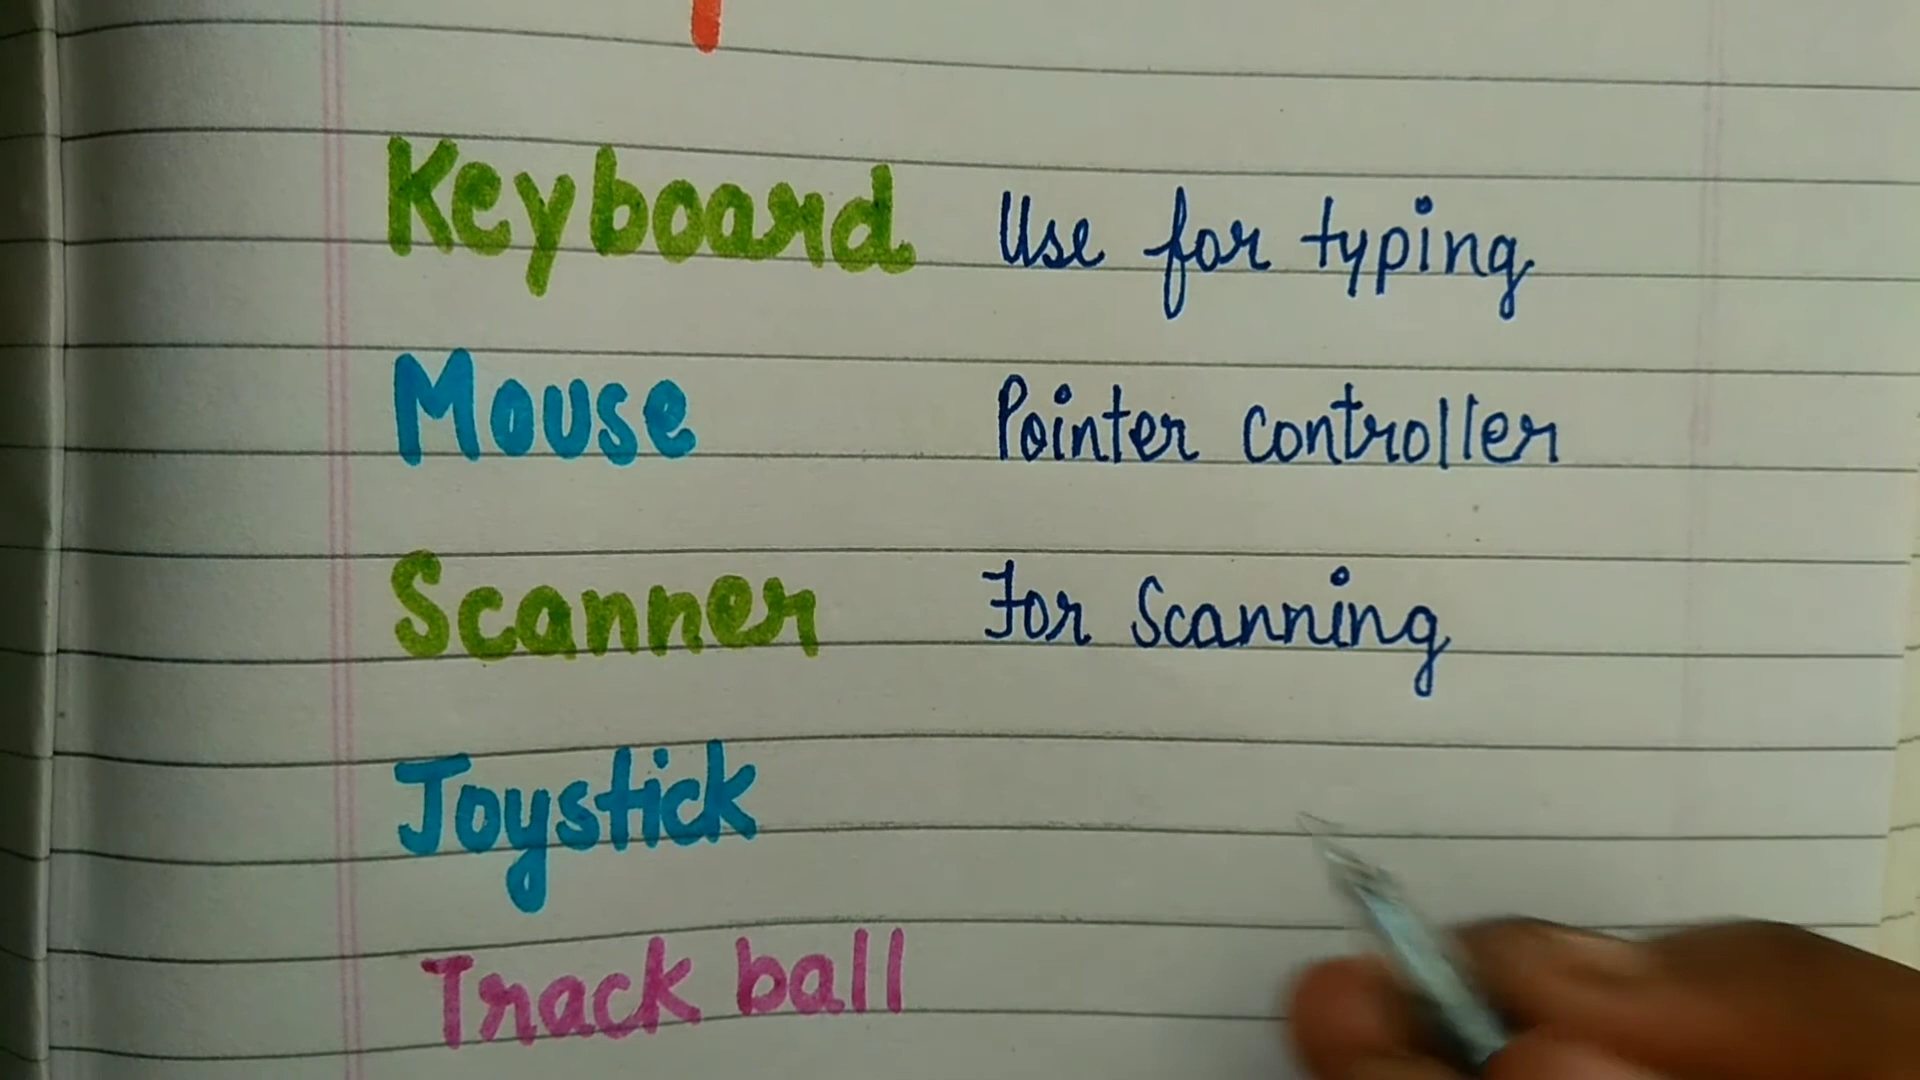 Keyboard Use for typing
Mouse Pointer controller
Scanner For Scanning
Joystick
Track ball